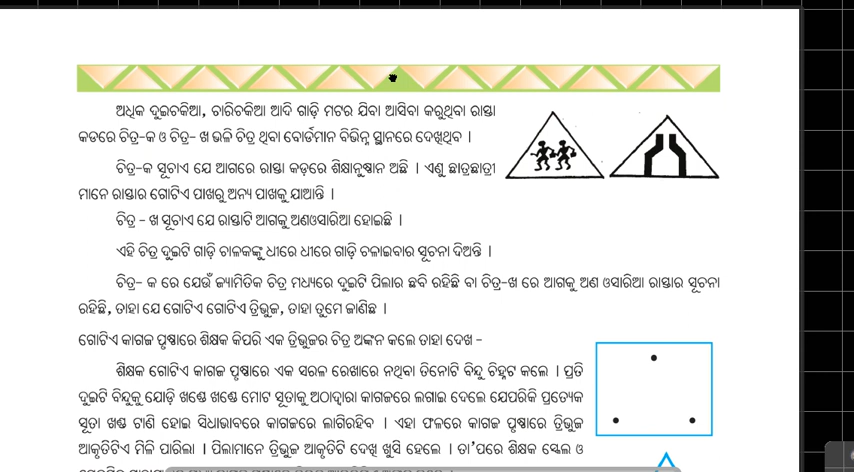 ଅଧିକ ଦୁଇଚକିଆ, ଚାରିଚକିଆ ଆଦି ଗାଡ଼ି ମଟର ଯିବା ଆସିବା କରୁଥିବା ରାସ୍ତା
କଡରେ ଚିତ୍ର-କ ଓ ଚିତ୍ର- ଖ ଭଳି ଚିତ୍ର ଥିବା ବୋର୍ଡମାନ ବିଭିନ୍ନ ସ୍ଥାନରେ ଦେଖିଥିବ ।
ଚିତ୍ର-କ ସୂଚାଏ ଯେ ଆଗରେ ରାସ୍ତା କଡ଼ରେ ଶିକ୍ଷାନୁଷ୍ଠାନ ଅଛି । ଏଣୁ ଛାତ୍ରଛାତ୍ରୀ
ମାନେ ରାସ୍ତାର ଗୋଟିଏ ପାଖରୁ ଅନ୍ୟ ପାଖକୁ ଯାଆନ୍ତି ।
ଚିତ୍ର - ଖ ସୂଚାଏ ଯେ ରାସ୍ତାଟି ଆଗକୁ ଅଣଓସାରିଆ ହୋଇଛି ।
ଏହି ଚିତ୍ର ଦୁଇଟି ଗାଡ଼ି ଚାଳକଙ୍କୁ ଧୀରେ ଧୀରେ ଗାଡ଼ି ଚଳାଇବାର ସୂଚନା ଦିଅନ୍ତି ।
ଚିତ୍ର- କ ରେ ଯେଉଁ ଜ୍ୟାମିତିକ ଚିତ୍ର ମଧ୍ୟରେ ଦୁଇଟି ପିଲାର ଛବି ରହିଛି ବା ଚିତ୍ର-ଖ ରେ ଆଗକୁ ଅଣ ଓସାରିଆ ରାସ୍ତାର ସୂଚନା
ରହିଛି, ତାହା ଯେ ଗୋଟିଏ ଗୋଟିଏ ତ୍ରିଭୁଜ, ତାହା ତୁମେ ଜାଣିଛ ।
ଗୋଟିଏ କାଗଜ ପୃଷ୍ଠାରେ ଶିକ୍ଷକ କିପରି ଏକ ତ୍ରିଭୁଜର ଚିତ୍ର ଅଙ୍କନ କଲେ ତାହା ଦେଖ -
ଶିକ୍ଷକ ଗୋଟିଏ କାଗଜ ପୃଷ୍ଠାରେ ଏକ ସରଳ ରେଖାରେ ନଥିବା ତିନୋଟି ବିନ୍ଦୁ ଚିହ୍ନଟ କଲେ । ପ୍ରତି
ଦୁଇଟି ବିନ୍ଦୁକୁ ଯୋଡ଼ି ଖଣ୍ଡେ ଖଣ୍ଡେ ମୋଟ ସୂତାକୁ ଅଠାଦ୍ୱାରା କାଗଜରେ ଲଗାଇ ଦେଲେ ଯେପରିକି ପ୍ରତ୍ୟେକ
ସୂତା ଖଣ୍ଡ ଟାଣି ହୋଇ ସିଧାଭାବରେ କାଗଜରେ ଲାଗିରହିବ । ଏହା ଫଳରେ କାଗଜ ପୃଷ୍ଠାରେ ତ୍ରିଭୁଜ
ଆକୃତିଟିଏ ମିଳି ପାରିଲା । ପିଲାମାନେ ତ୍ରିଭୁଜ ଆକୃତିଟି ଦେଖି ଖୁସି ହେଲେ । ତା'ପରେ ଶିକ୍ଷକ ସ୍କେଲ ଓ